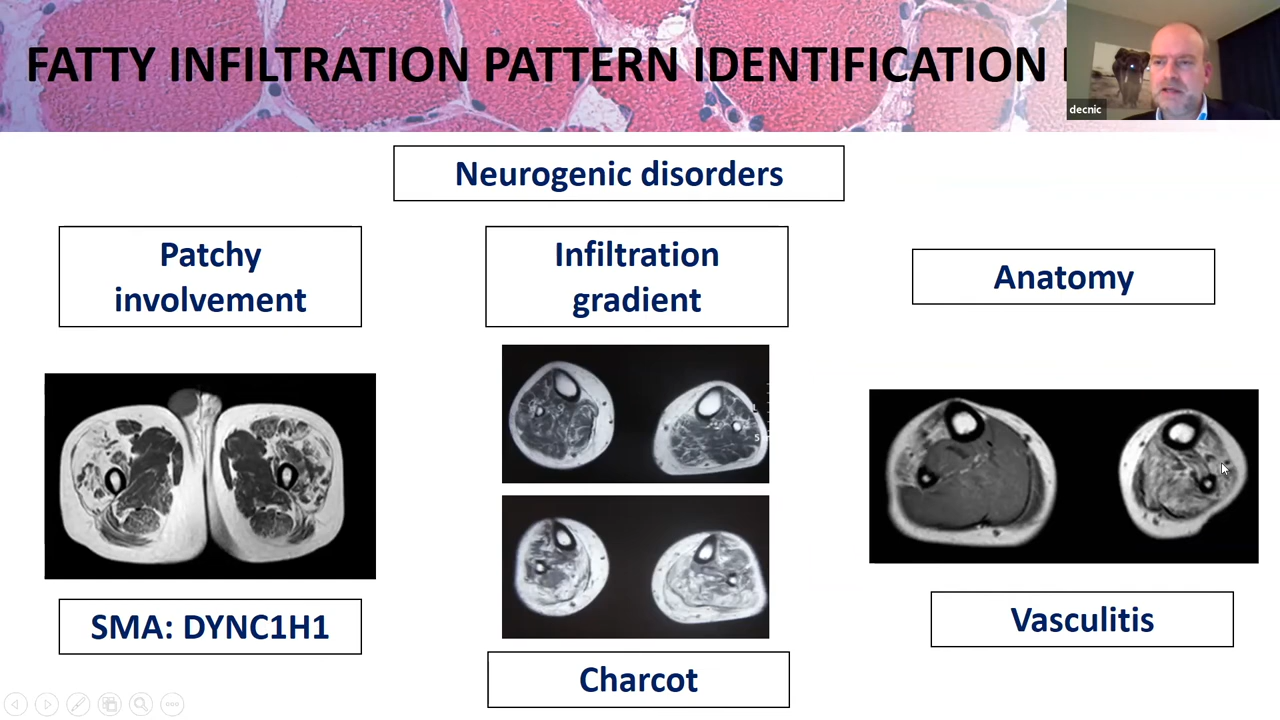 FATTY INFILTRATION PATTERN IDENTIFICATION
decnic
Neurogenic disorders
Patchy
involvement
Infiltration
gradient
Anatomy
L
S
SMA: DYNC1H1
Charcot
Vasculitis